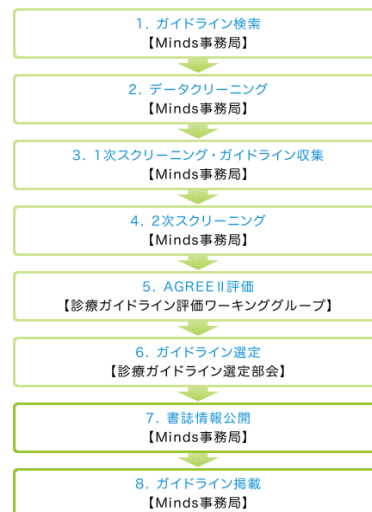 1. ガイドライン検索
【Minds事務局】
2. データクリーニング
【Minds事務局】
3. 1次スクリーニング・ガイドライン収集
【Minds事務局】
4. 2次スクリーニング
【Minds事務局】
5. AGREEⅡ評価
【診療ガイドライン評価ワーキンググループ】
6. ガイドライン選定
【診療ガイドライン選定部会】
7. 書誌情報公開
【Minds事務局】
8. ガイドライン掲載
【Minds事務局】